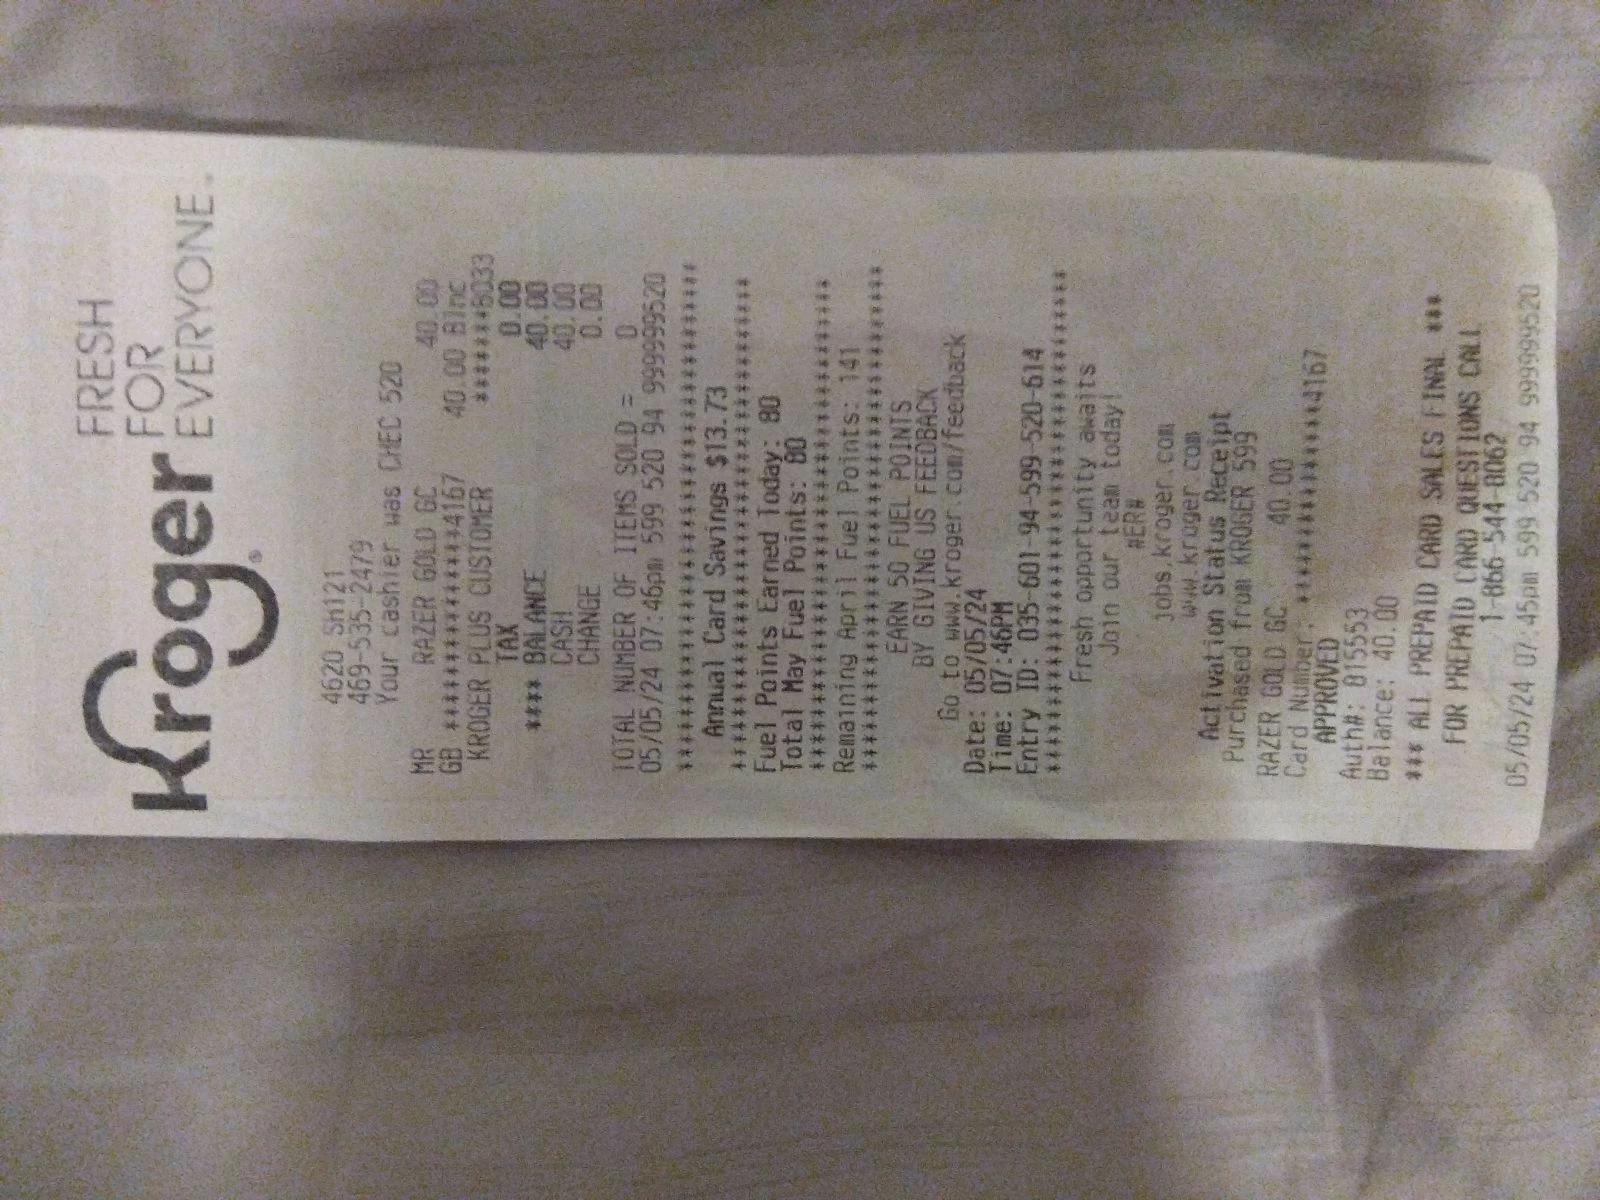 Kroger
FRESH
FOR
EVERYONE.
4620 Sh121
469-535-2479
Your cashier was CHEC 520
MR RAZER GOLD GC 40.00
GB ***************4167 40.00 Blnc
KROGER PLUS CUSTOMER *******8033
TAX 0.00
**** BALANCE 40.00
CASH 40.00
CHANGE 0.00
TOTAL NUMBER OF ITEMS SOLD = 0
05/05/24 07:46pm 599 520 94 999999520
************************************
Annual Card Savings $13.73
************************************
Fuel Points Earned Today: 80
Total May Fuel Points: 80
************************************
Remaining April Fuel Points: 141
************************************
EARN 50 FUEL POINTS
BY GIVING US FEEDBACK
Go to www.kroger.com/feedback
Date: 05/05/24
Time: 07:46PM
Entry ID: 035-601-94-599-520-614
************************************
Fresh opportunity awaits
Join our team today!
#ER#
jobs.kroger.com
www.kroger.com
Activation Status Receipt
Purchased from KROGER 599
RAZER GOLD GC 40.00
Card Number: ***************4167
APPROVED
Auth#: 815553
Balance: 40.00
*** ALL PREPAID CARD SALES FINAL ***
FOR PREPAID CARD QUESTIONS CALL
1-866-544-8062
05/05/24 07:45pm 599 520 94 999999520